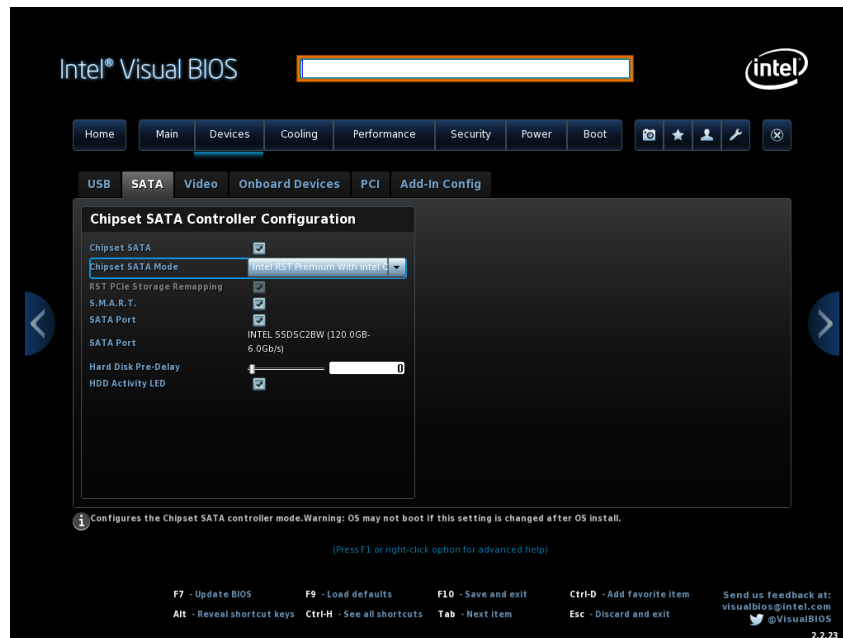 Intel® Visual BIOS
intel
Home Main Devices Cooling Performance Security Power Boot
USB SATA Video Onboard Devices PCI Add-In Config
Chipset SATA Controller Configuration
Chipset SATA
Chipset SATA Mode Intel RST Premium With Intel O
RST PCIe Storage Remapping
S.M.A.R.T.
SATA Port
SATA Port INTEL SSDSC2BW (120.0GB-
6.0Gb/s)
Hard Disk Pre-Delay 0
HDD Activity LED
Configures the Chipset SATA controller mode.Warning: OS may not boot if this setting is changed after OS install.
(Press F1 or right-click option for advanced help)
F7 - Update BIOS F9 - Load defaults F10 - Save and exit Ctrl-D - Add favorite item
Alt - Reveal shortcut keys Ctrl-H - See all shortcuts Tab - Next item Esc - Discard and exit
Send us feedback at:
visualbios@intel.com
@VisualBIOS
2.2.23